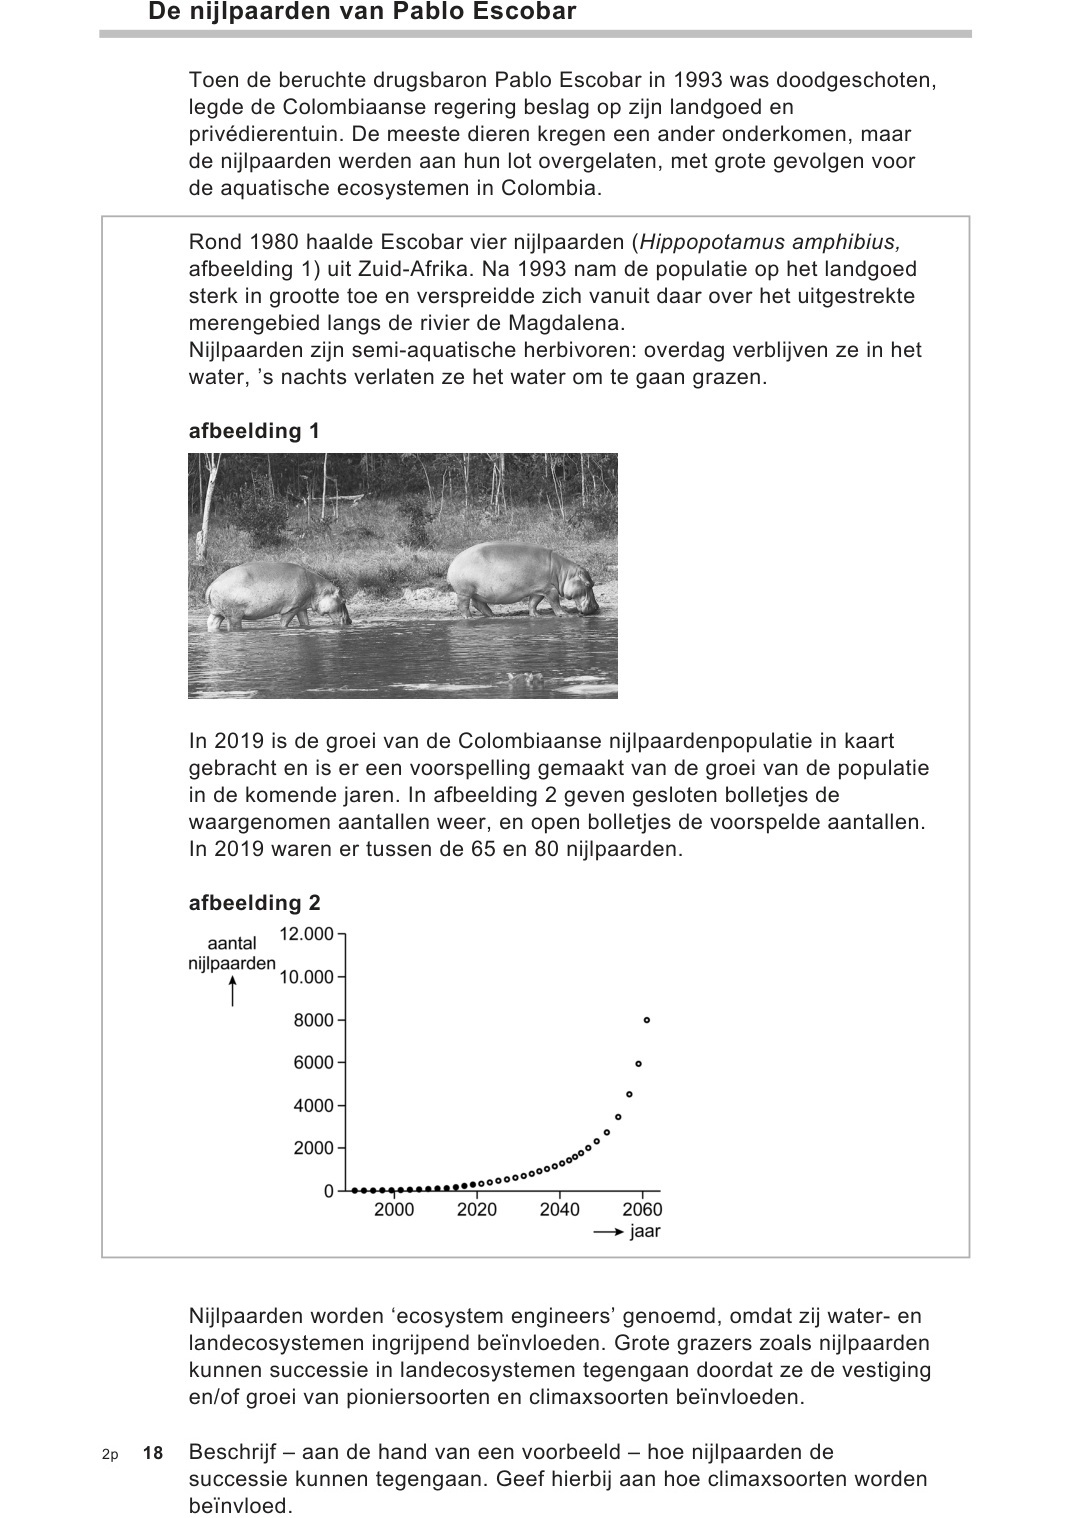 De nijlpaarden van Pablo Escobar
Toen de beruchte drugsbaron Pablo Escobar in 1993 was doodgeschoten,
legde de Colombiaanse regering beslag op zijn landgoed en
privédierentuin. De meeste dieren kregen een ander onderkomen, maar
de nijlpaarden werden aan hun lot overgelaten, met grote gevolgen voor
de aquatische ecosystemen in Colombia.
Rond 1980 haalde Escobar vier nijlpaarden (Hippopotamus amphibius,
afbeelding 1) uit Zuid-Afrika. Na 1993 nam de populatie op het landgoed
sterk in grootte toe en verspreidde zich vanuit daar over het uitgestrekte
merengebied langs de rivier de Magdalena.
Nijlpaarden zijn semi-aquatische herbivoren: overdag verblijven ze in het
water, ’s nachts verlaten ze het water om te gaan grazen.
afbeelding 1
In 2019 is de groei van de Colombiaanse nijlpaardenpopulatie in kaart
gebracht en is er een voorspelling gemaakt van de groei van de populatie
in de komende jaren. In afbeelding 2 geven gesloten bolletjes de
waargenomen aantallen weer, en open bolletjes de voorspelde aantallen.
In 2019 waren er tussen de 65 en 80 nijlpaarden.
afbeelding 2
aantal
nijlpaarden
12.000
10.000
8000
6000
4000
2000
0
2000 2020 2040 2060
jaar
Nijlpaarden worden ‘ecosystem engineers’ genoemd, omdat zij water- en
landecosystemen ingrijpend beïnvloeden. Grote grazers zoals nijlpaarden
kunnen successie in landecosystemen tegengaan doordat ze de vestiging
en/of groei van pioniersoorten en climaxsoorten beïnvloeden.
2p 18 Beschrijf – aan de hand van een voorbeeld – hoe nijlpaarden de
successie kunnen tegengaan. Geef hierbij aan hoe climaxsoorten worden
beïnvloed.